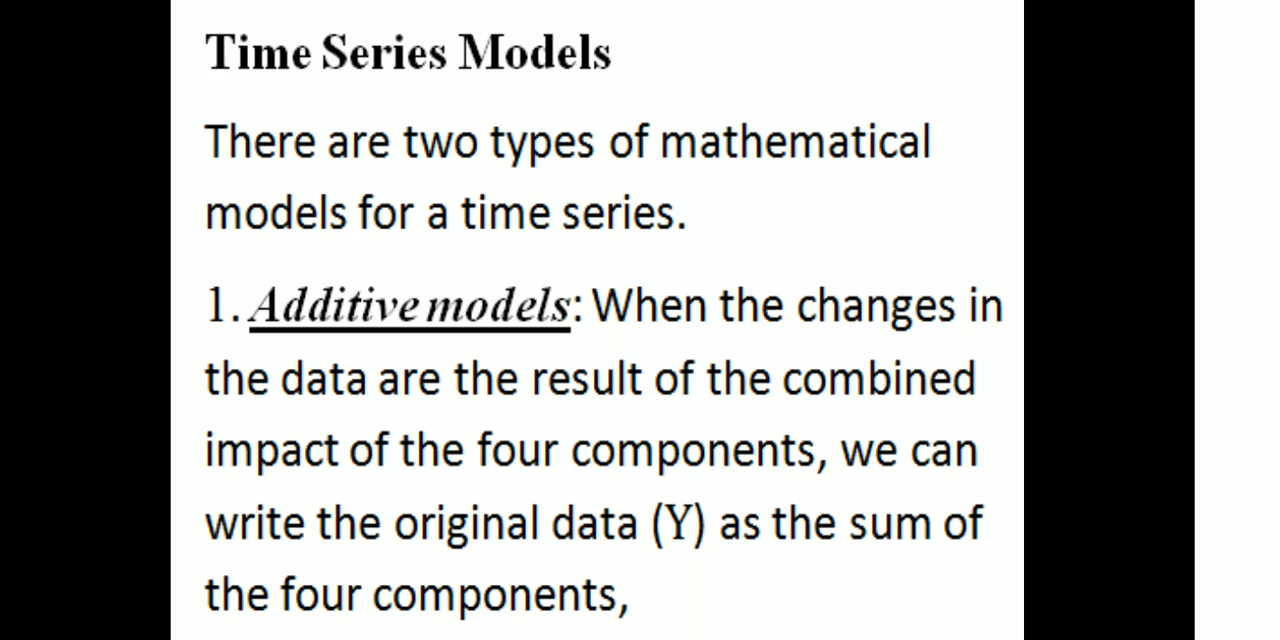 Time Series Models
There are two types of mathematical
models for a time series.
1. Additive models: When the changes in
the data are the result of the combined
impact of the four components, we can
write the original data (Y) as the sum of
the four components,